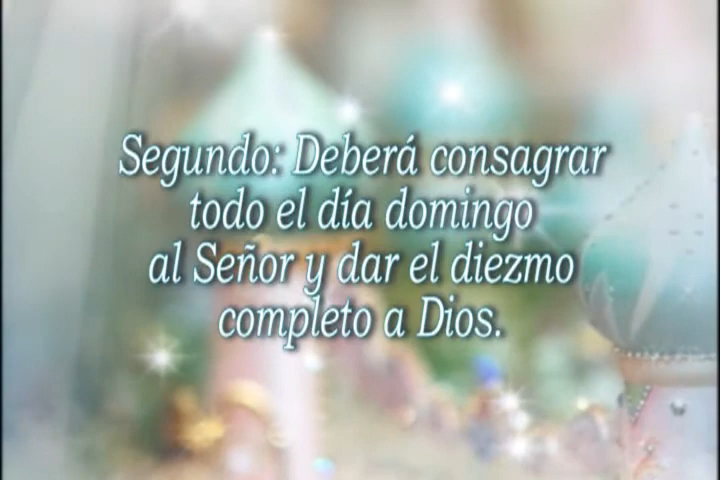 Segundo: Deberá consagrar
todo el día domingo
al Señor y dar el diezmo
completo a Dios.